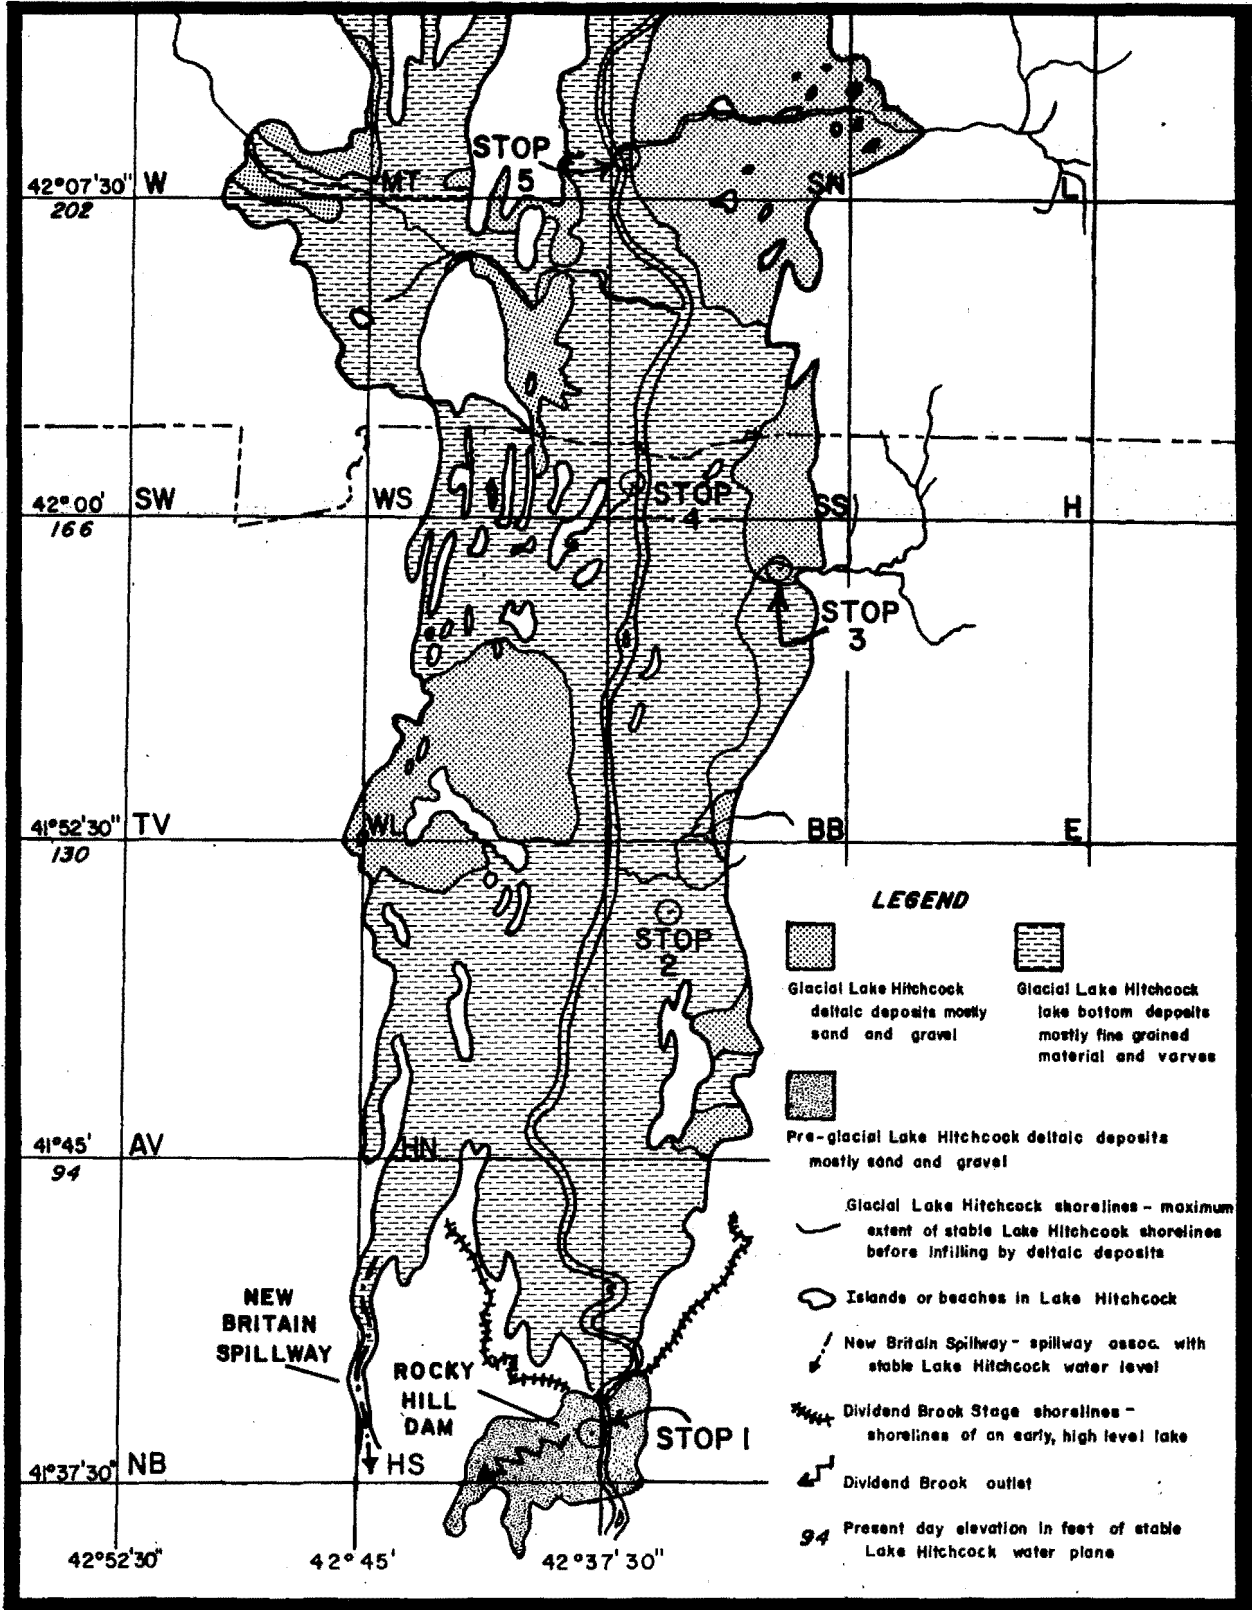 STOP
5
42°07'30" W
MT
SN
L
202
42°00' SW
WS
STOP
4
SS
H
166
STOP
3
41°52'30" TV
WL
BB
E
130
STOP
2
41°45' AV
HN
94
NEW
BRITAIN
SPILLWAY
ROCKY
HILL
DAM
STOP 1
41°37'30" NB
HS
42°52'30"
42°45'
42°37'30"
LEGEND
Glacial Lake Hitchcock
deltaic deposits mostly
sand and gravel
Glacial Lake Hitchcock
lake bottom deposits
mostly fine grained
material and varves
Pre-glacial Lake Hitchcock deltaic deposits
mostly sand and gravel
Glacial Lake Hitchcock shorelines - maximum
extent of stable Lake Hitchcock shorelines
before infilling by deltaic deposits
Islands or beaches in Lake Hitchcock
New Britain Spillway - spillway assoc. with
stable Lake Hitchcock water level
Dividend Brook Stage shorelines -
shorelines of an early, high level lake
Dividend Brook outlet
94 Present day elevation in feet of stable
Lake Hitchcock water plane